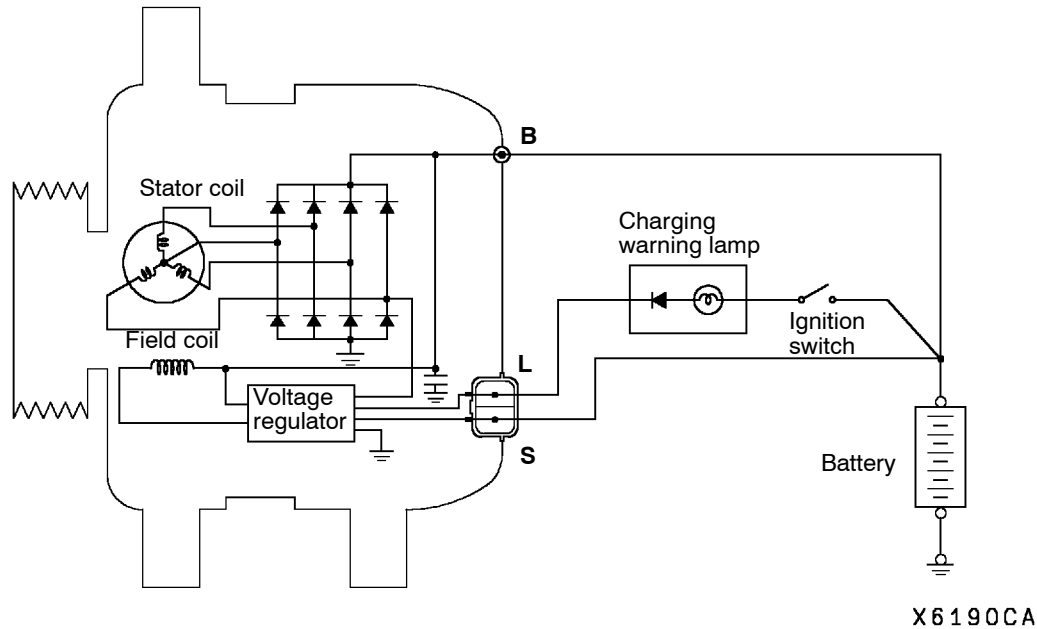 B
Stator coil
Charging
warning lamp
Ignition
switch
Field coil
L
Voltage
regulator
S
Battery
X6190CA